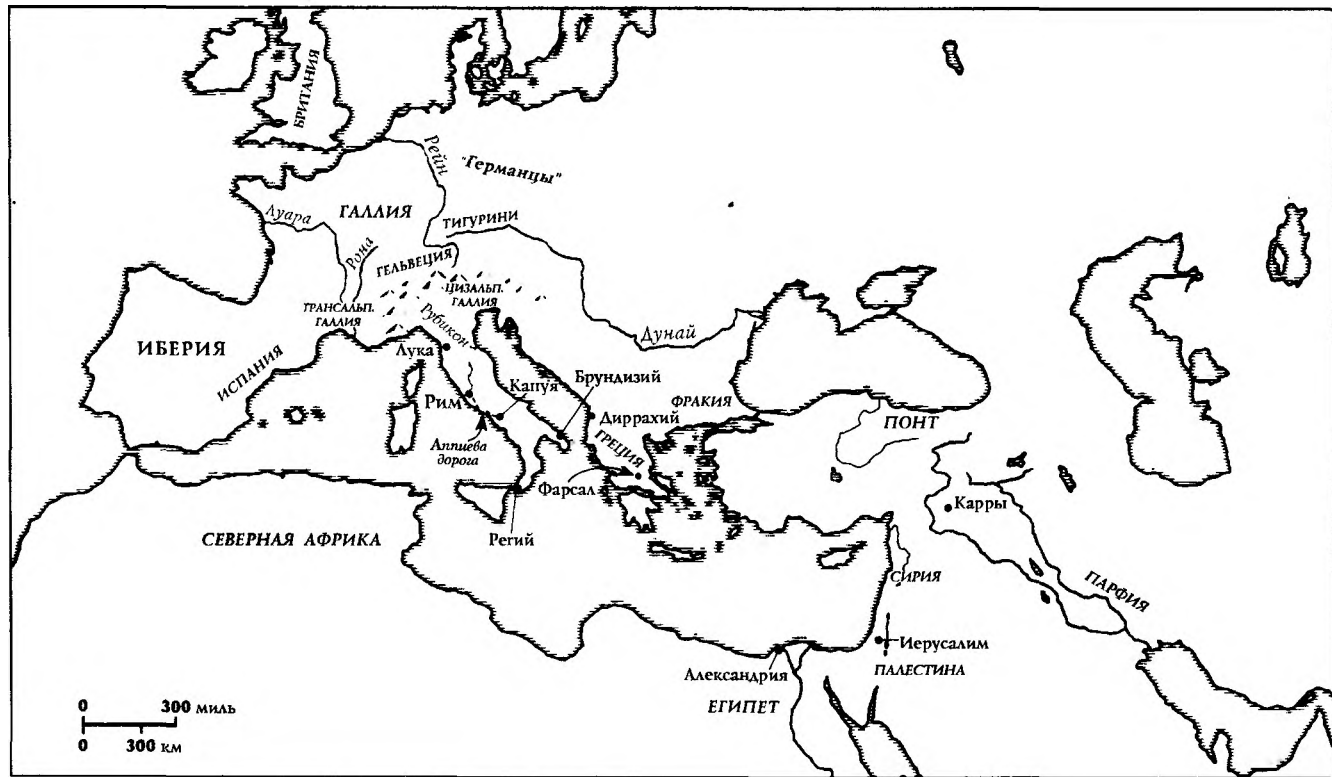 БРИТАНИЯ
Рейн
"Германцы"
Луара
ГАЛЛИЯ
ТИГУРИНИ
Рона
ГЕЛЬВЕЦИЯ
ЦИЗАЛЬП.
ГАЛЛИЯ
ТРАНСАЛЬП.
ГАЛЛИЯ
Рубикон
Дунай
ИБЕРИЯ
ИСПАНИЯ
Лука
Рим
Капуя
Брундизий
Аппиева
дорога
Диррахий
ФРАКИЯ
ГРЕЦИЯ
ПОНТ
Фарсал
Карры
СЕВЕРНАЯ АФРИКА
Регий
СИРИЯ
ПАРФИЯ
Иерусалим
ПАЛЕСТИНА
Александрия
ЕГИПЕТ
0 300 миль
0 300 км